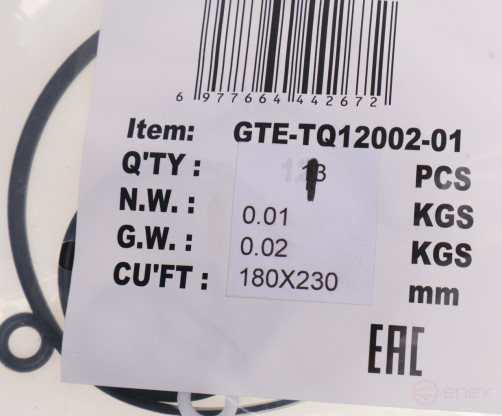 6 977664 442672
Item: GTE-TQ12002-01
Q'TY : 13 PCS
N.W. : 0.01 KGS
G.W. : 0.02 KGS
CU'FT : 180X230 mm
EAC
enex